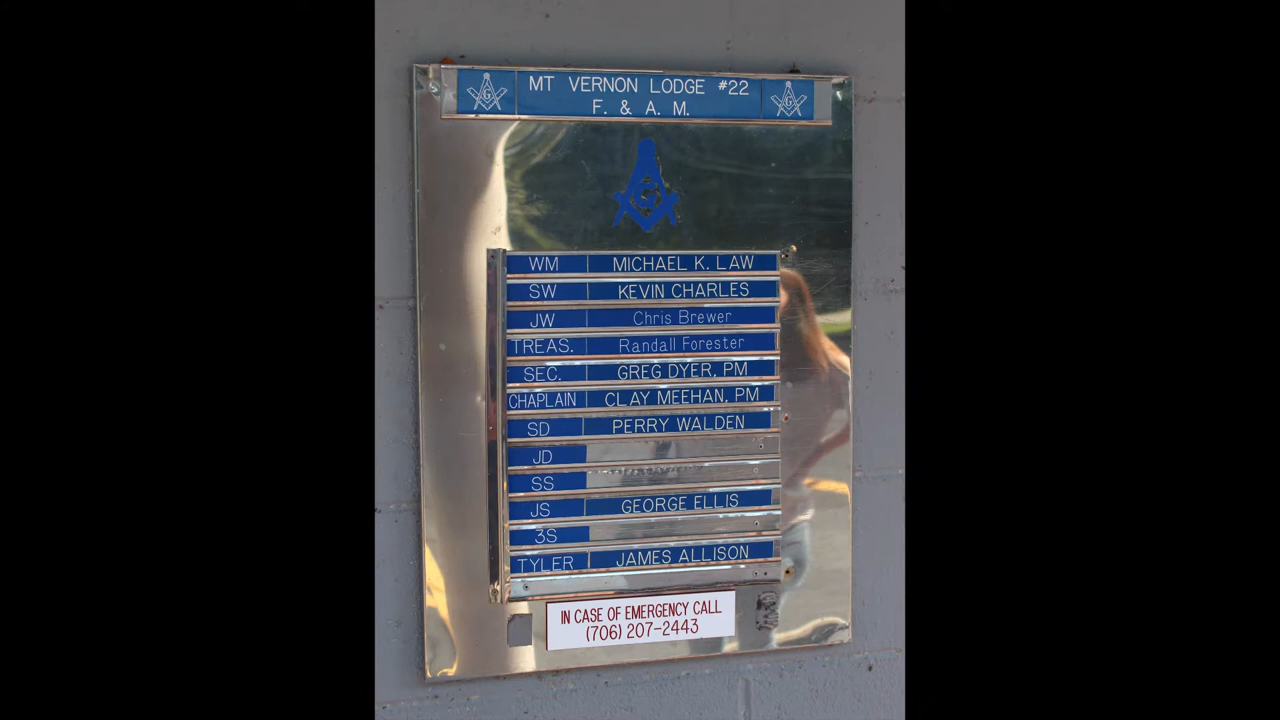 MT VERNON LODGE #22
F. & A. M.
G
WM MICHAEL K. LAW
SW KEVIN CHARLES
JW Chris Brewer
TREAS. Randall Forester
SEC. GREG DYER, PM
CHAPLAIN CLAY MEEHAN, PM
SD PERRY WALDEN
JD
SS
JS GEORGE ELLIS
3S
TYLER JAMES ALLISON
IN CASE OF EMERGENCY CALL
(706) 207-2443